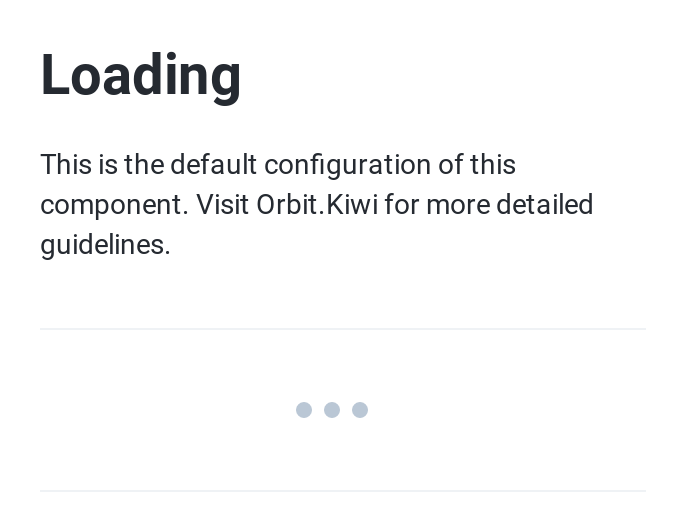 Loading
This is the default configuration of this
component. Visit Orbit.Kiwi for more detailed
guidelines.